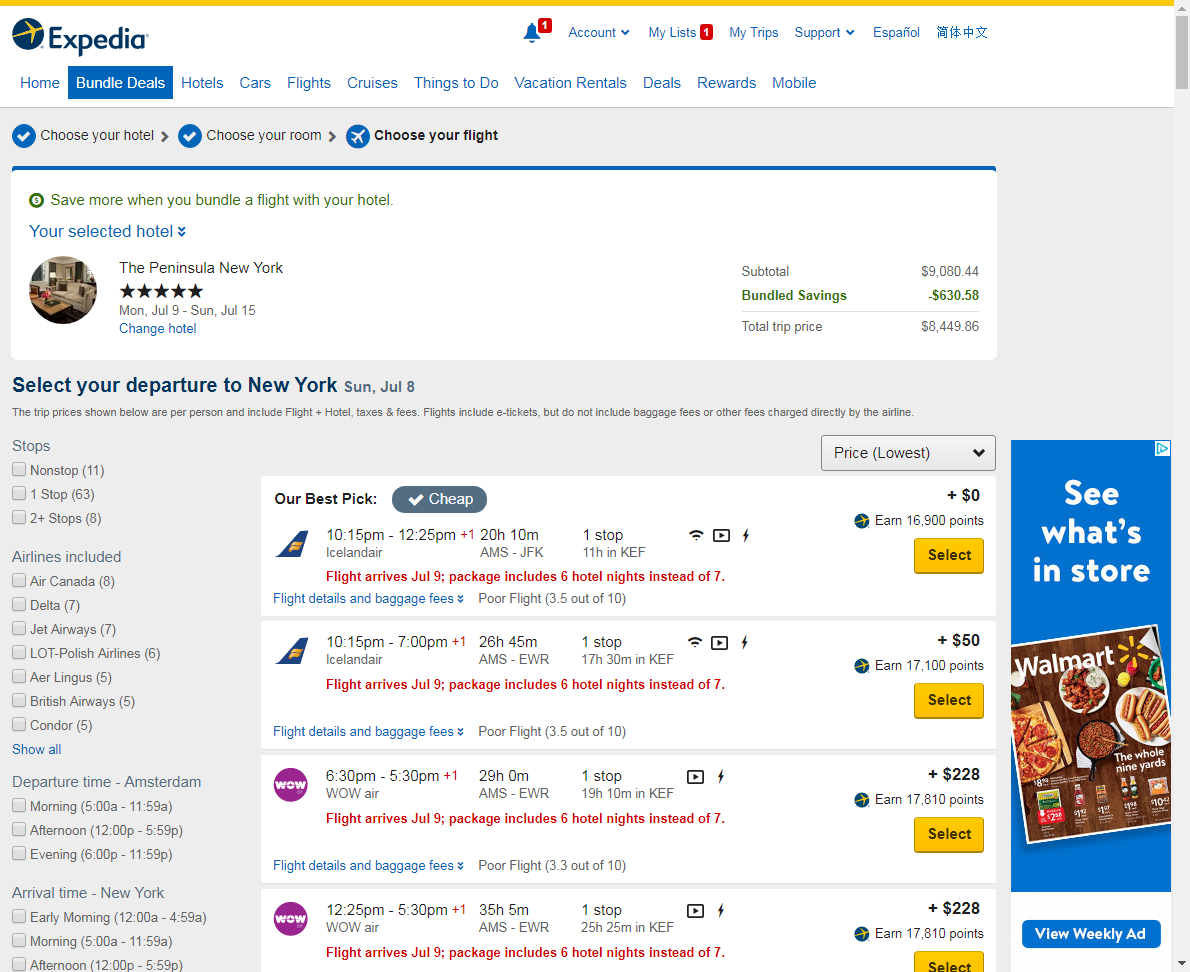 Expedia
1
Account
My Lists 1
My Trips
Support
Español
简体中文
Home
Bundle Deals
Hotels
Cars
Flights
Cruises
Things to Do
Vacation Rentals
Deals
Rewards
Mobile
Choose your hotel
Choose your room
Choose your flight
Save more when you bundle a flight with your hotel.
Your selected hotel
The Peninsula New York
Mon, Jul 9 - Sun, Jul 15
Change hotel
Subtotal $9,080.44
Bundled Savings -$630.58
Total trip price $8,449.86
Select your departure to New York Sun, Jul 8
The trip prices shown below are per person and include Flight + Hotel, taxes & fees. Flights include e-tickets, but do not include baggage fees or other fees charged directly by the airline.
Stops
Nonstop (11)
1 Stop (63)
2+ Stops (8)
Airlines included
Air Canada (8)
Delta (7)
Jet Airways (7)
LOT-Polish Airlines (6)
Aer Lingus (5)
British Airways (5)
Condor (5)
Show all
Departure time - Amsterdam
Morning (5:00a - 11:59a)
Afternoon (12:00p - 5:59p)
Evening (6:00p - 11:59p)
Arrival time - New York
Early Morning (12:00a - 4:59a)
Morning (5:00a - 11:59a)
Afternoon (12:00p - 5:59p)
Price (Lowest)
Our Best Pick: Cheap
+ $0
10:15pm - 12:25pm +1 20h 10m 1 stop
Earn 16,900 points
Icelandair AMS - JFK 11h in KEF
Select
Flight arrives Jul 9; package includes 6 hotel nights instead of 7.
Flight details and baggage fees Poor Flight (3.5 out of 10)
10:15pm - 7:00pm +1 26h 45m 1 stop
+ $50
Icelandair AMS - EWR 17h 30m in KEF
Earn 17,100 points
Flight arrives Jul 9; package includes 6 hotel nights instead of 7.
Select
Flight details and baggage fees Poor Flight (3.5 out of 10)
wow
6:30pm - 5:30pm +1 29h 0m 1 stop
+ $228
WOW air AMS - EWR 19h 10m in KEF
Earn 17,810 points
Flight arrives Jul 9; package includes 6 hotel nights instead of 7.
Select
Flight details and baggage fees Poor Flight (3.3 out of 10)
wow
12:25pm - 5:30pm +1 35h 5m 1 stop
+ $228
WOW air AMS - EWR 25h 25m in KEF
Earn 17,810 points
Flight arrives Jul 9; package includes 6 hotel nights instead of 7.
Select
See
what's
in store
Walmart
The whole
nine yards
View Weekly Ad